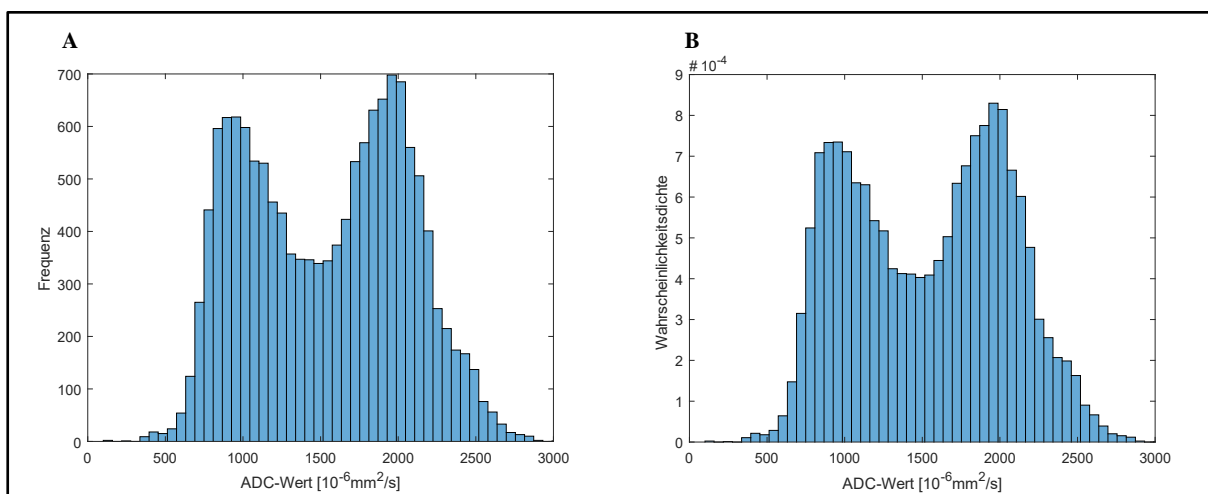 A
700
600
500
400
300
200
100
0
Frequenz
0 500 1000 1500 2000 2500 3000
ADC-Wert [10⁻⁶mm²/s]
B
# 10⁻⁴
9
8
7
6
5
4
3
2
1
0
Wahrscheinlichkeitsdichte
0 500 1000 1500 2000 2500 3000
ADC-Wert [10⁻⁶mm²/s]